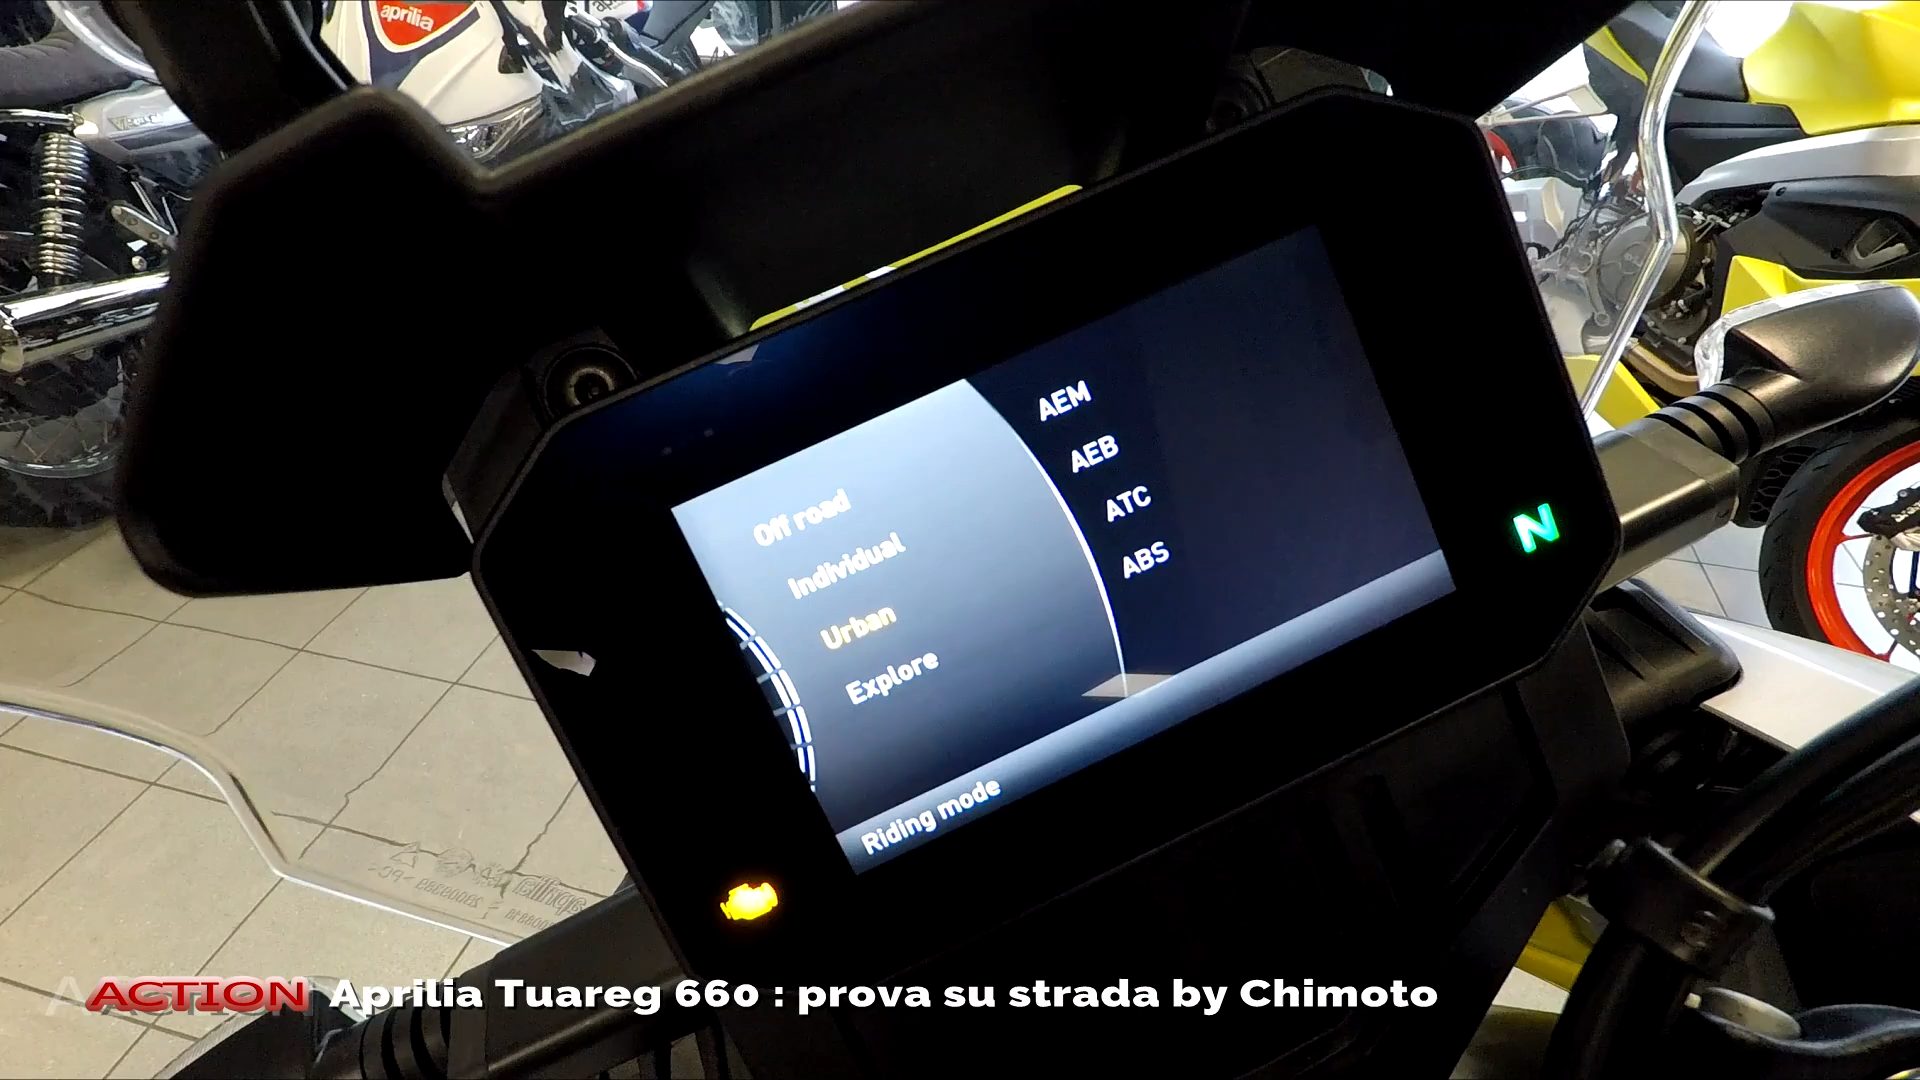 aprilia
AEM
AEB
ATC
ABS
Off road
Individual
Urban
Explore
Riding mode
N
ACTION Aprilia Tuareg 660 : prova su strada by Chimoto